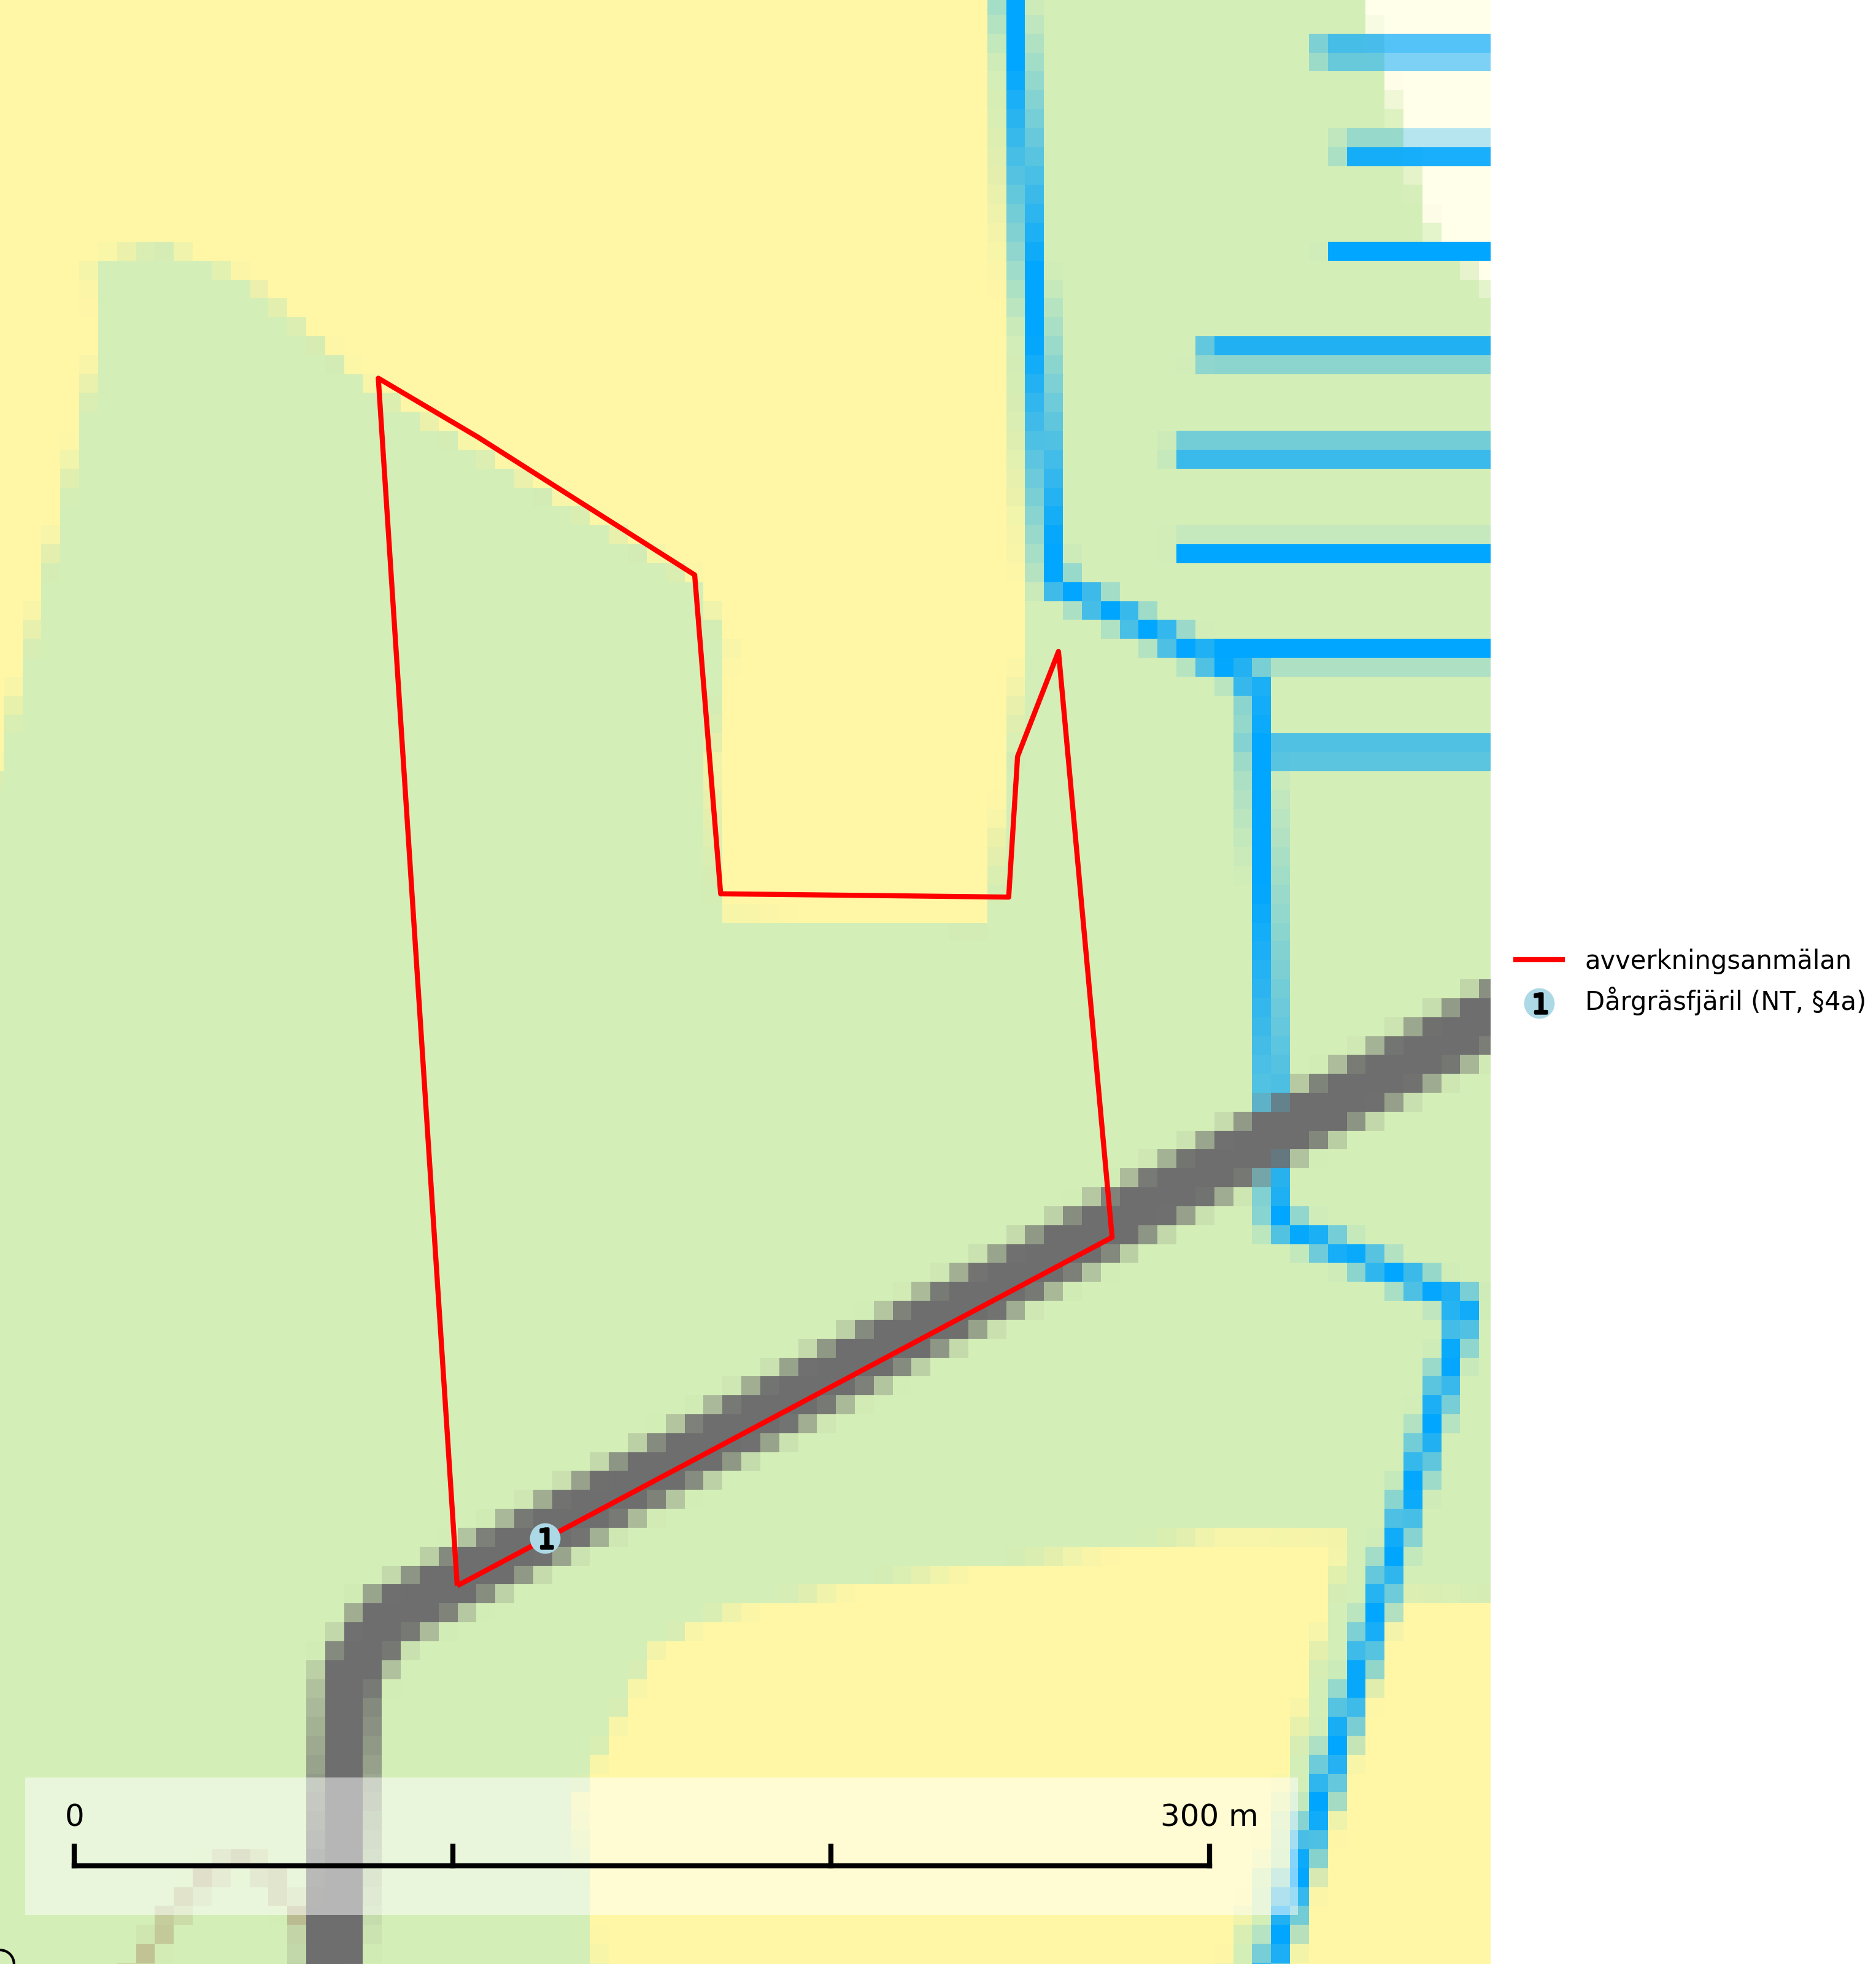 avverkningsanmälan
1 Dårgräsfjäril (NT, §4a)
1
0 300 m